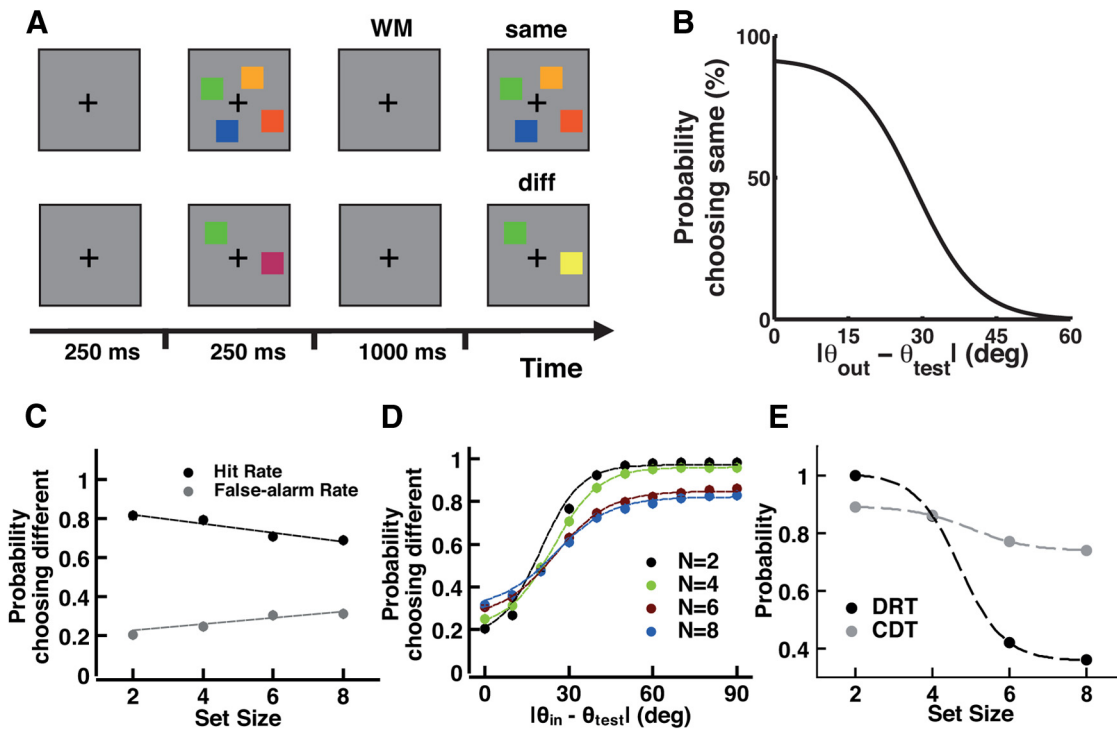 A
WM
same
diff
250 ms
250 ms
1000 ms
Time
B
Probability
choosing same (%)
100
50
0
0
15
30
45
60
|θout − θtest| (deg)
C
Probability
choosing different
1
0.8
0.6
0.4
0.2
0
Hit Rate
False-alarm Rate
2
4
6
8
Set Size
D
Probability
choosing different
1
0.8
0.6
0.4
0.2
0
N=2
N=4
N=6
N=8
0
30
60
90
|θin - θtest| (deg)
E
Probability
1
0.8
0.6
0.4
DRT
CDT
2
4
6
8
Set Size